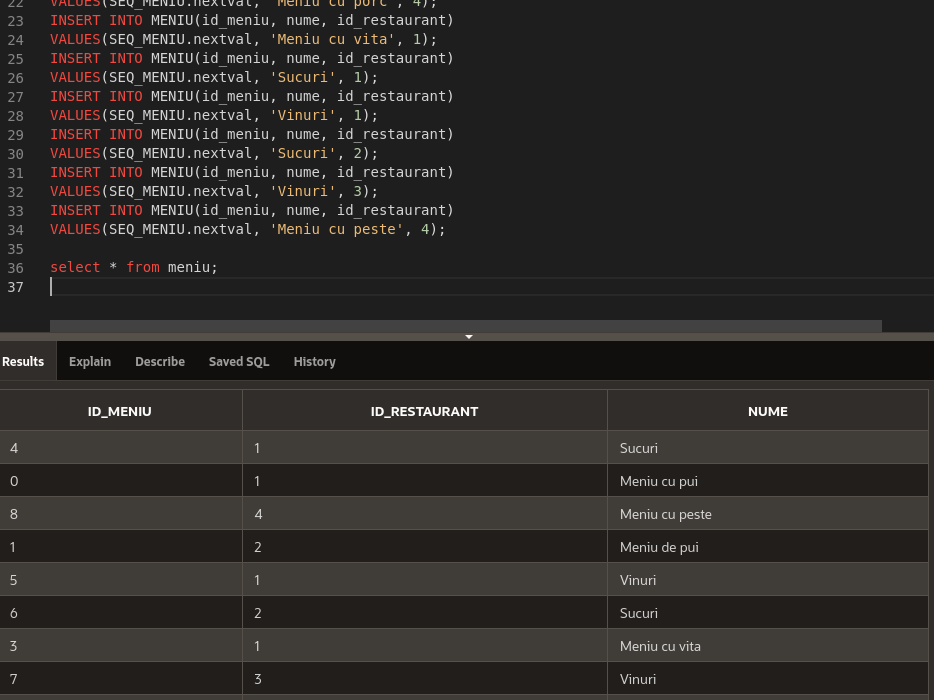 22 VALUES(SEQ_MENIU.nextval, 'Meniu cu porc', 4);
23 INSERT INTO MENIU(id_meniu, nume, id_restaurant)
24 VALUES(SEQ_MENIU.nextval, 'Meniu cu vita', 1);
25 INSERT INTO MENIU(id_meniu, nume, id_restaurant)
26 VALUES(SEQ_MENIU.nextval, 'Sucuri', 1);
27 INSERT INTO MENIU(id_meniu, nume, id_restaurant)
28 VALUES(SEQ_MENIU.nextval, 'Vinuri', 1);
29 INSERT INTO MENIU(id_meniu, nume, id_restaurant)
30 VALUES(SEQ_MENIU.nextval, 'Sucuri', 2);
31 INSERT INTO MENIU(id_meniu, nume, id_restaurant)
32 VALUES(SEQ_MENIU.nextval, 'Vinuri', 3);
33 INSERT INTO MENIU(id_meniu, nume, id_restaurant)
34 VALUES(SEQ_MENIU.nextval, 'Meniu cu peste', 4);
35
36 select * from meniu;
37
Results Explain Describe Saved SQL History
ID_MENIU ID_RESTAURANT NUME
4 1 Sucuri
0 1 Meniu cu pui
8 4 Meniu cu peste
1 2 Meniu de pui
5 1 Vinuri
6 2 Sucuri
3 1 Meniu cu vita
7 3 Vinuri